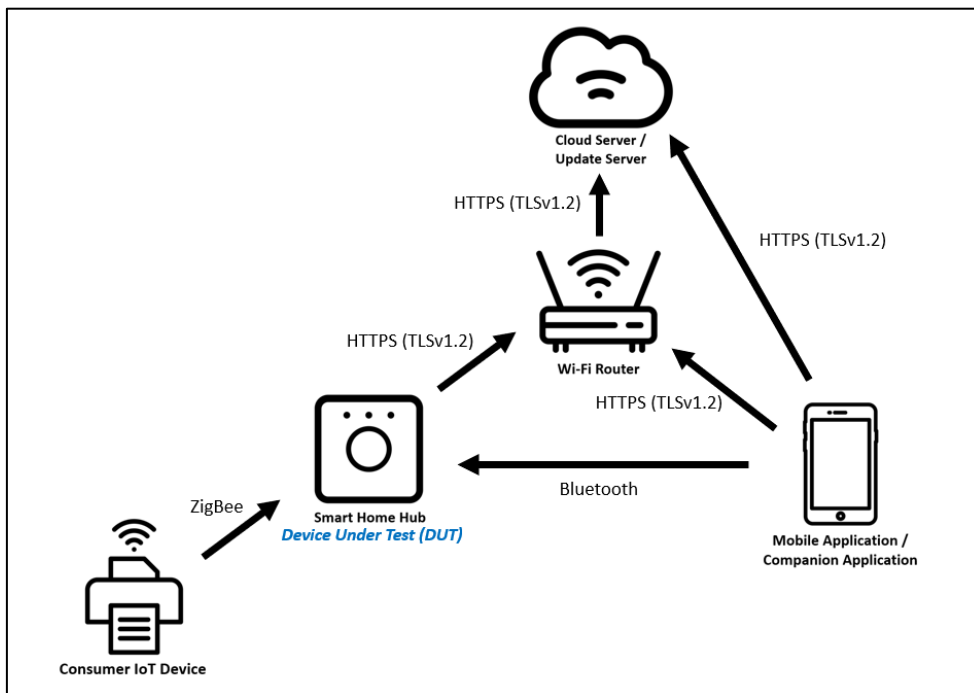 Cloud Server /
Update Server
HTTPS (TLSv1.2)
HTTPS (TLSv1.2)
HTTPS (TLSv1.2)
Wi-Fi Router
HTTPS (TLSv1.2)
Bluetooth
ZigBee
Smart Home Hub
Device Under Test (DUT)
Mobile Application /
Companion Application
Consumer IoT Device